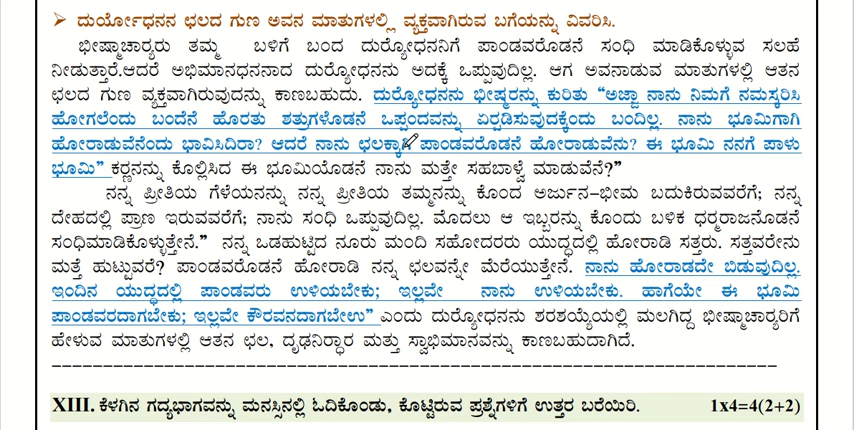 ➢ ದುರ್ಯೋಧನನ ಛಲದ ಗುಣ ಅವನ ಮಾತುಗಳಲ್ಲಿ ವ್ಯಕ್ತವಾಗಿರುವ ಬಗೆಯನ್ನು ವಿವರಿಸಿ.
ಭೀಷ್ಮಾಚಾರ‍್ಯರು ತಮ್ಮ ಬಳಿಗೆ ಬಂದ ದುರ‍್ಯೋಧನನಿಗೆ ಪಾಂಡವರೊಡನೆ ಸಂಧಿ ಮಾಡಿಕೊಳ್ಳುವ ಸಲಹೆ
ನೀಡುತ್ತಾರೆ.ಆದರೆ ಅಭಿಮಾನಧನನಾದ ದುರ‍್ಯೋಧನನು ಅದಕ್ಕೆ ಒಪ್ಪುವುದಿಲ್ಲ. ಆಗ ಅವನಾಡುವ ಮಾತುಗಳಲ್ಲಿ ಆತನ
ಛಲದ ಗುಣ ವ್ಯಕ್ತವಾಗಿರುವುದನ್ನು ಕಾಣಬಹುದು. ದುರ‍್ಯೋಧನನು ಭೀಷ್ಮರನ್ನು ಕುರಿತು “ಅಜ್ಜಾ ನಾನು ನಿಮಗೆ ನಮಸ್ಕರಿಸಿ
ಹೋಗಲೆಂದು ಬಂದೆನೆ ಹೊರತು ಶತ್ರುಗಳೊಡನೆ ಒಪ್ಪಂದವನ್ನು ಏರ‍್ಪಡಿಸುವುದಕ್ಕೆಂದು ಬಂದಿಲ್ಲ. ನಾನು ಭೂಮಿಗಾಗಿ
ಹೋರಾಡುವೆನೆಂದು ಭಾವಿಸಿದಿರಾ? ಆದರೆ ನಾನು ಛಲಕ್ಕಾಗಿ ಪಾಂಡವರೊಡನೆ ಹೋರಾಡುವೆನು? ಈ ಭೂಮಿ ನನಗೆ ಪಾಳು
ಭೂಮಿ” ಕರ‍್ಣನನ್ನು ಕೊಲ್ಲಿಸಿದ ಈ ಭೂಮಿಯೊಡನೆ ನಾನು ಮತ್ತೇ ಸಹಬಾಳ್ವೆ ಮಾಡುವೆನೆ?”
ನನ್ನ ಪ್ರೀತಿಯ ಗೆಳೆಯನನ್ನು ನನ್ನ ಪ್ರೀತಿಯ ತಮ್ಮನನ್ನು ಕೊಂದ ಅರ್ಜುನ-ಭೀಮ ಬದುಕಿರುವವರೆಗೆ; ನನ್ನ
ದೇಹದಲ್ಲಿ ಪ್ರಾಣ ಇರುವವರೆಗೆ; ನಾನು ಸಂಧಿ ಒಪ್ಪುವುದಿಲ್ಲ. ಮೊದಲು ಆ ಇಬ್ಬರನ್ನು ಕೊಂದು ಬಳಿಕ ಧರ‍್ಮರಾಜನೊಡನೆ
ಸಂಧಿಮಾಡಿಕೊಳ್ಳುತ್ತೇನೆ.” ನನ್ನ ಒಡಹುಟ್ಟಿದ ನೂರು ಮಂದಿ ಸಹೋದರರು ಯುದ್ಧದಲ್ಲಿ ಹೋರಾಡಿ ಸತ್ತರು. ಸತ್ತವರೇನು
ಮತ್ತೆ ಹುಟ್ಟುವರೆ? ಪಾಂಡವರೊಡನೆ ಹೋರಾಡಿ ನನ್ನ ಛಲವನ್ನೇ ಮೆರೆಯುತ್ತೇನೆ. ನಾನು ಹೋರಾಡದೇ ಬಿಡುವುದಿಲ್ಲ.
ಇಂದಿನ ಯುದ್ಧದಲ್ಲಿ ಪಾಂಡವರು ಉಳಿಯಬೇಕು; ಇಲ್ಲವೇ ನಾನು ಉಳಿಯಬೇಕು. ಹಾಗೆಯೇ ಈ ಭೂಮಿ
ಪಾಂಡವರದಾಗಬೇಕು; ಇಲ್ಲವೇ ಕೌರವನದಾಗಬೇಉ” ಎಂದು ದುರ‍್ಯೋಧನನು ಶರಶಯ್ಯೆಯಲ್ಲಿ ಮಲಗಿದ್ದ ಭೀಷ್ಮಾಚಾರ‍್ಯರಿಗೆ
ಹೇಳುವ ಮಾತುಗಳಲ್ಲಿ ಆತನ ಛಲ, ದೃಢನಿರ‍್ಧಾರ ಮತ್ತು ಸ್ವಾಭಿಮಾನವನ್ನು ಕಾಣಬಹುದಾಗಿದೆ.
XIII. ಕೆಳಗಿನ ಗದ್ಯಭಾಗವನ್ನು ಮನಸ್ಸಿನಲ್ಲಿ ಓದಿಕೊಂಡು, ಕೊಟ್ಟಿರುವ ಪ್ರಶ್ನೆಗಳಿಗೆ ಉತ್ತರ ಬರೆಯಿರಿ. 1x4=4(2+2)